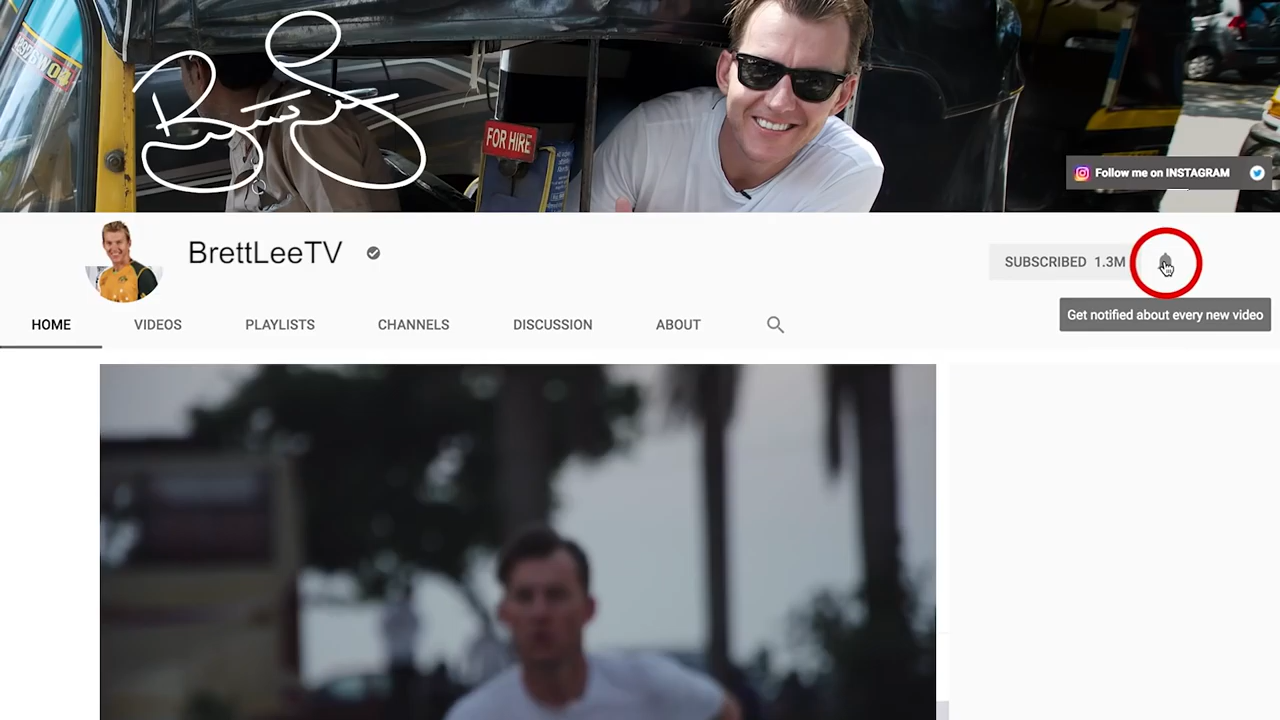 FOR HIRE
Follow me on INSTAGRAM
BrettLeeTV
SUBSCRIBED 1.3M
Get notified about every new video
HOME VIDEOS PLAYLISTS CHANNELS DISCUSSION ABOUT